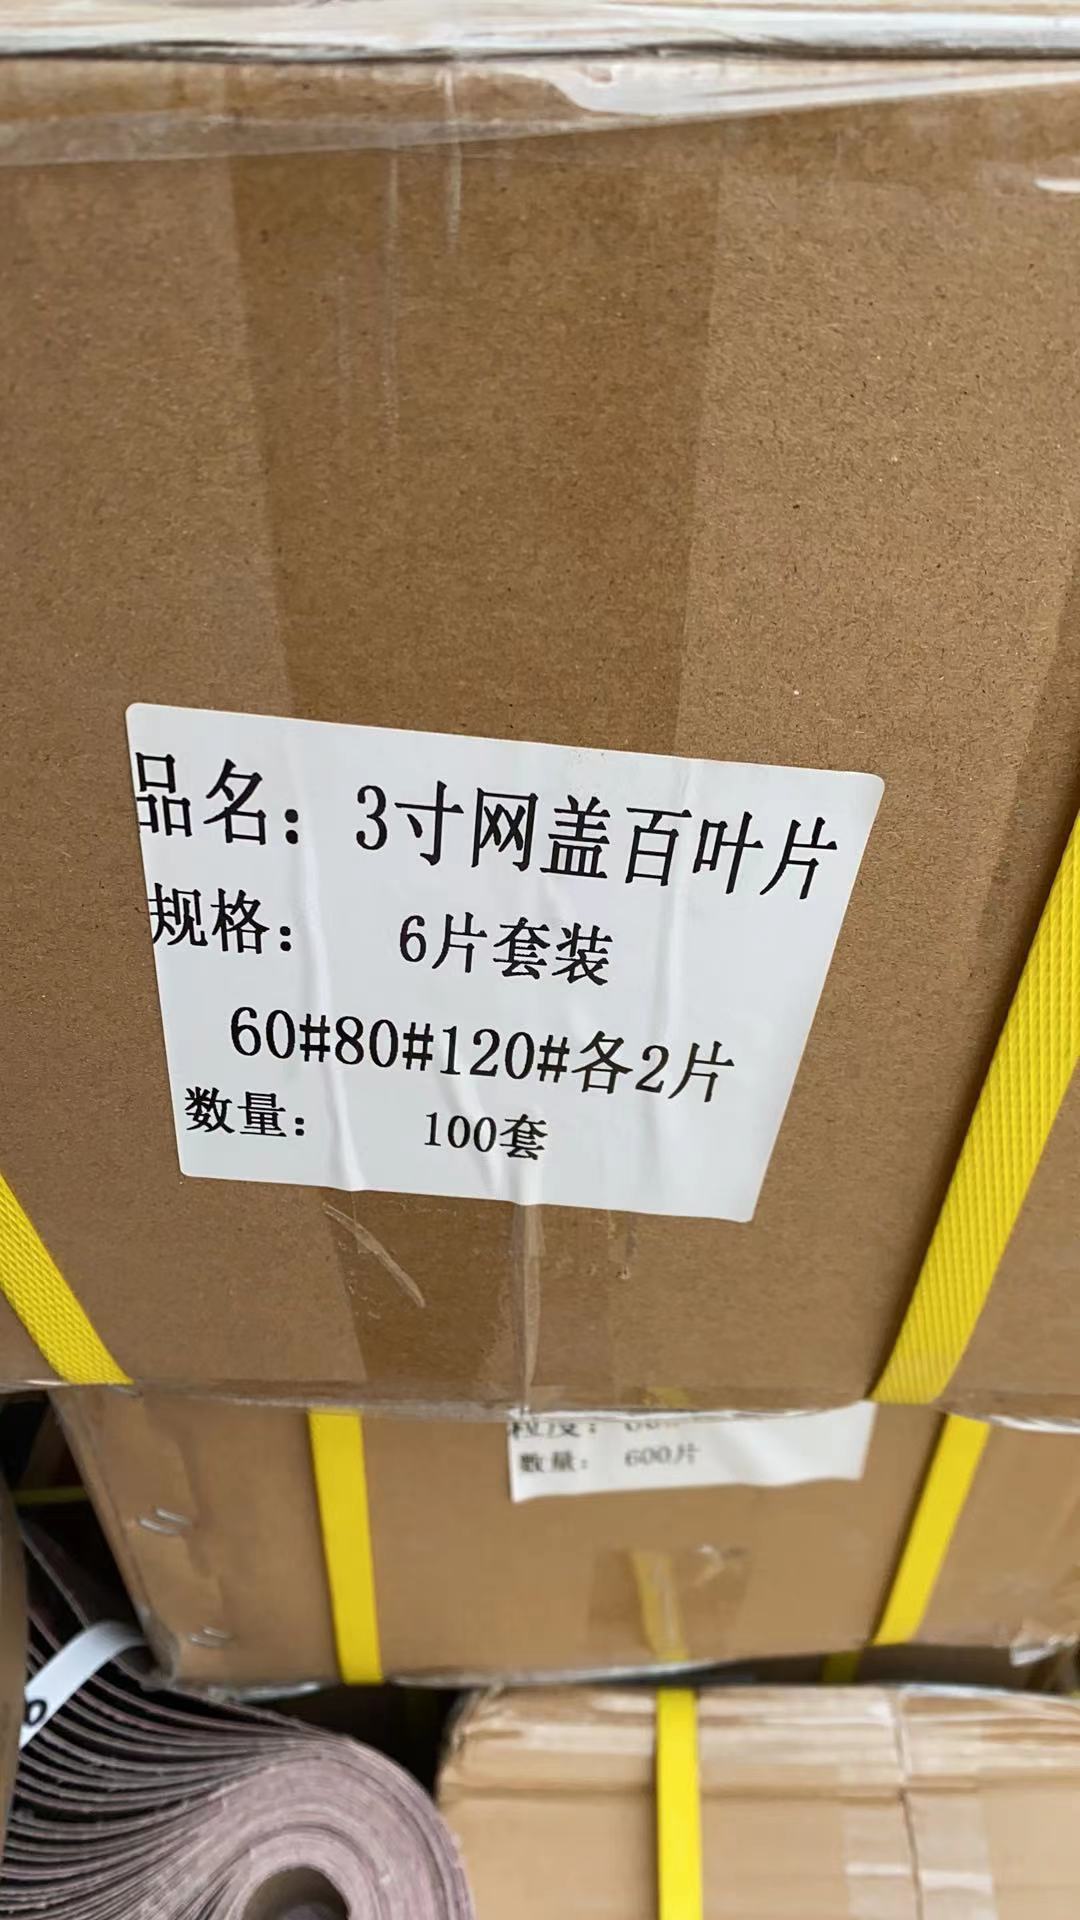 品名：3寸网盖百叶片
规格： 6片套装
60#80#120#各2片
数量： 100套
数量： 600片